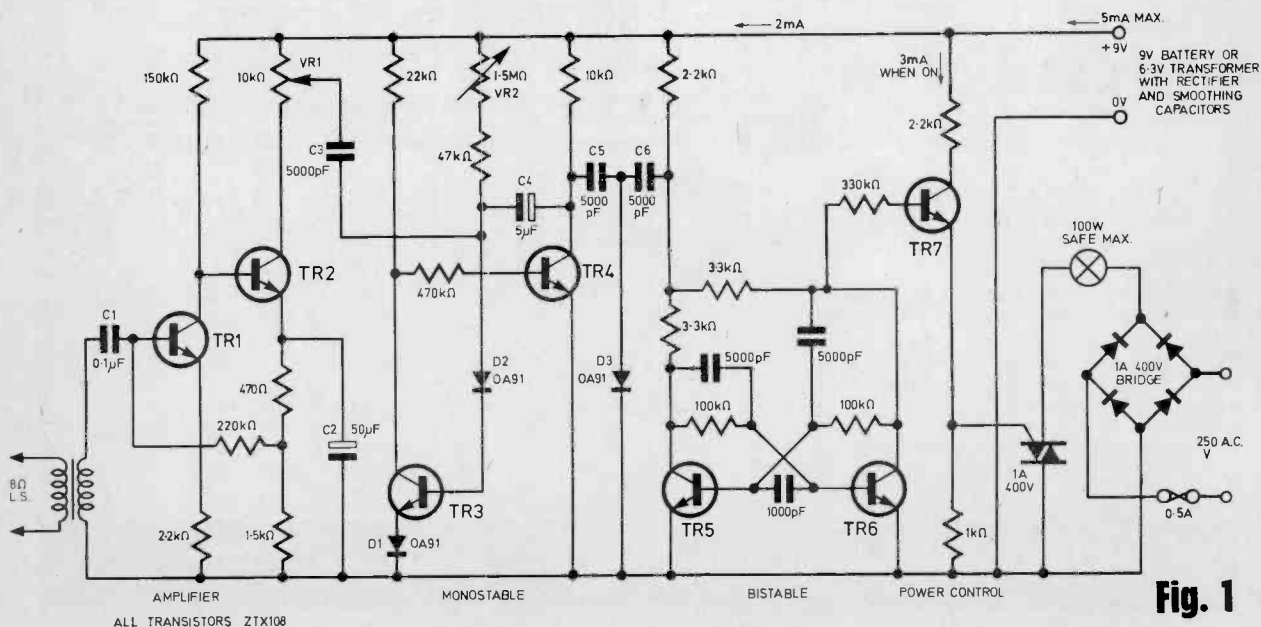 2mA
5mA MAX.
+9V
9V BATTERY OR
6·3V TRANSFORMER
WITH RECTIFIER
AND SMOOTHING
CAPACITORS
0V
3mA
WHEN ON
150kΩ
10kΩ
VR1
22kΩ
1·5MΩ
VR2
10kΩ
2·2kΩ
2·2kΩ
C3
5000pF
47kΩ
C4
5µF
C5
5000
pF
C6
5000
pF
330kΩ
TR7
100W
SAFE MAX.
TR2
470kΩ
TR4
3·3kΩ
3·3kΩ
C1
0·1µF
TR1
D2
OA91
D3
OA91
5000pF
5000pF
1A 400V
BRIDGE
470Ω
220kΩ
C2
50µF
100kΩ
100kΩ
250 A.C.
V
8Ω
L.S.
TR3
TR5
1000pF
TR6
1A
400V
0·5A
2·2kΩ
1·5kΩ
D1
OA91
1kΩ
AMPLIFIER
MONOSTABLE
BISTABLE
POWER CONTROL
Fig. 1
ALL TRANSISTORS ZTX108